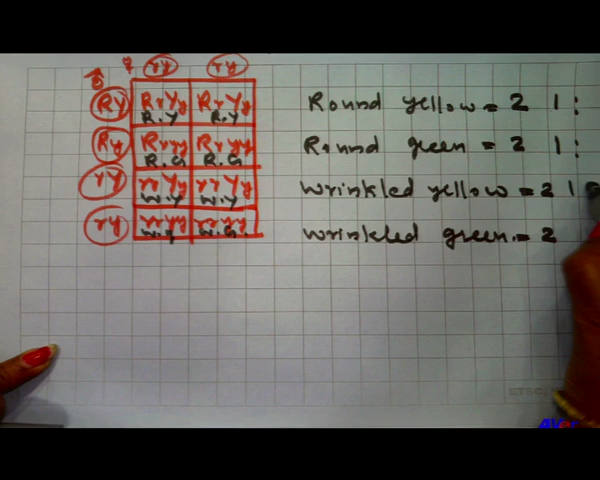 ry ry
RY RrYy RrYy Round yellow = 2 1 :
R.Y R.Y
Ry Rryy Rryy Round green = 2 1 :
R.G R.G
rY rrYy rrYy wrinkled yellow = 2 1
W.Y W.Y
ry rryy rryy wrinkled green = 2
W.G.